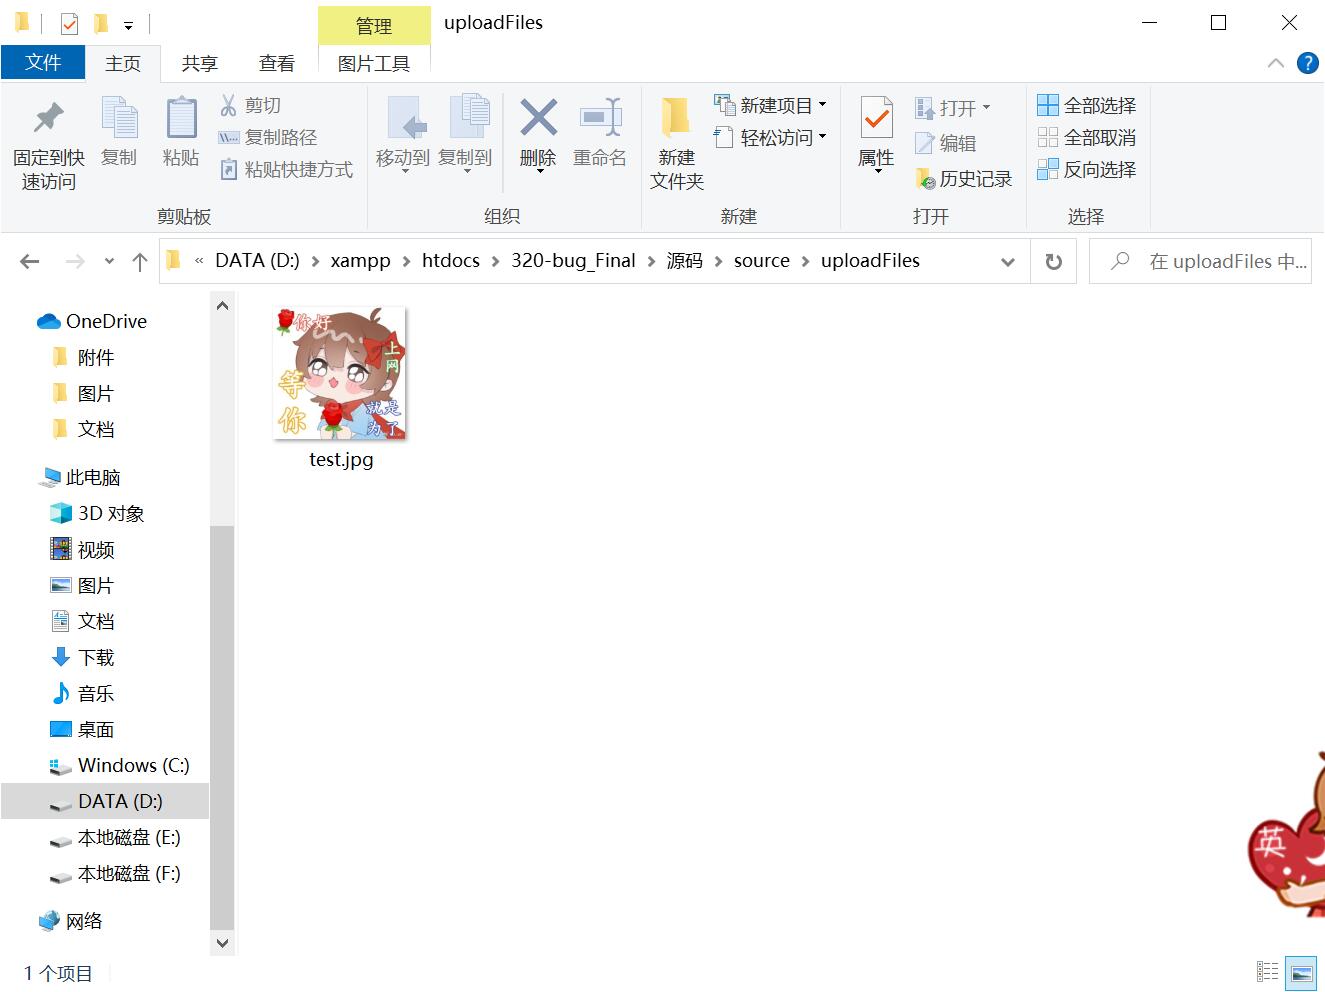 管理
uploadFiles
文件
主页
共享
查看
图片工具
固定到快
速访问
复制
粘贴
剪切
复制路径
粘贴快捷方式
剪贴板
移动到
复制到
删除
重命名
组织
新建
文件夹
新建项目
轻松访问
新建
属性
打开
编辑
历史记录
打开
全部选择
全部取消
反向选择
选择
« DATA (D:) > xampp > htdocs > 320-bug_Final > 源码 > source > uploadFiles
在 uploadFiles 中...
OneDrive
附件
图片
文档
此电脑
3D 对象
视频
图片
文档
下载
音乐
桌面
Windows (C:)
DATA (D:)
本地磁盘 (E:)
本地磁盘 (F:)
网络
你好
上
网
等
你
就是
为了
test.jpg
英
1 个项目